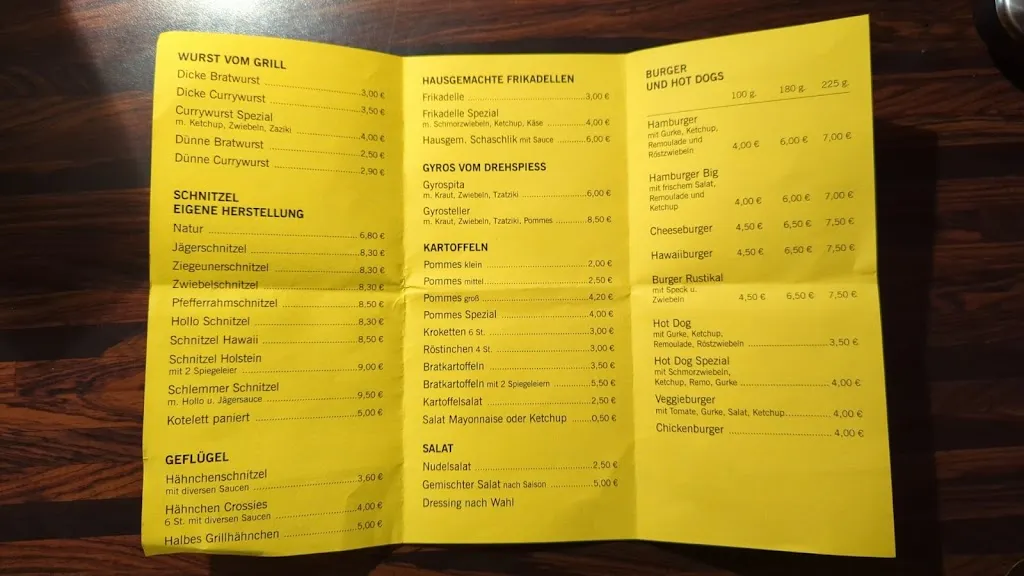 WURST VOM GRILL
Dicke Bratwurst 3,00 €
Dicke Currywurst 3,50 €
Currywurst Spezial
m. Ketchup, Zwiebeln, Zaziki 4,00 €
Dünne Bratwurst 2,50 €
Dünne Currywurst 2,90 €
SCHNITZEL
EIGENE HERSTELLUNG
Natur 6,80 €
Jägerschnitzel 8,30 €
Ziegeunerschnitzel 8,30 €
Zwiebelschnitzel 8,30 €
Pfefferrahmschnitzel 8,50 €
Hollo Schnitzel 8,30 €
Schnitzel Hawaii 8,50 €
Schnitzel Holstein
mit 2 Spiegeleier 9,00 €
Schlemmer Schnitzel
m. Hollo u. Jägersauce 9,50 €
Kotelett paniert 5,00 €
GEFLÜGEL
Hähnchenschnitzel
mit diversen Saucen 3,60 €
Hähnchen Crossies
6 St. mit diversen Saucen 4,00 €
Halbes Grillhähnchen 5,00 €
HAUSGEMACHTE FRIKADELLEN
Frikadelle 3,00 €
Frikadelle Spezial
m. Schmorzwiebeln, Ketchup, Käse 4,00 €
Hausgem. Schaschlik mit Sauce 6,00 €
GYROS VOM DREHSPIESS
Gyrospita
m. Kraut, Zwiebeln, Tzatziki 6,00 €
Gyrosteller
m. Kraut, Zwiebeln, Tzatziki, Pommes 8,50 €
KARTOFFELN
Pommes klein 2,00 €
Pommes mittel 2,50 €
Pommes groß 4,20 €
Pommes Spezial 4,00 €
Kroketten 6 St. 3,00 €
Röstinchen 4 St. 3,00 €
Bratkartoffeln 3,50 €
Bratkartoffeln mit 2 Spiegeleiern 5,50 €
Kartoffelsalat 2,50 €
Salat Mayonnaise oder Ketchup 0,50 €
SALAT
Nudelsalat 2,50 €
Gemischter Salat nach Saison 5,00 €
Dressing nach Wahl
BURGER
UND HOT DOGS
100 g. 180 g. 225 g.
Hamburger
mit Gurke, Ketchup,
Remoulade und
Röstzwiebeln 4,00 € 6,00 € 7,00 €
Hamburger Big
mit frischem Salat,
Remoulade und
Ketchup 4,00 € 6,00 € 7,00 €
Cheeseburger 4,50 € 6,50 € 7,50 €
Hawaiiburger 4,50 € 6,50 € 7,50 €
Burger Rustikal
mit Speck u.
Zwiebeln 4,50 € 6,50 € 7,50 €
Hot Dog
mit Gurke, Ketchup,
Remoulade, Röstzwiebeln 3,50 €
Hot Dog Spezial
mit Schmorzwiebeln,
Ketchup, Remo, Gurke 4,00 €
Veggieburger
mit Tomate, Gurke, Salat, Ketchup 4,00 €
Chickenburger 4,00 €